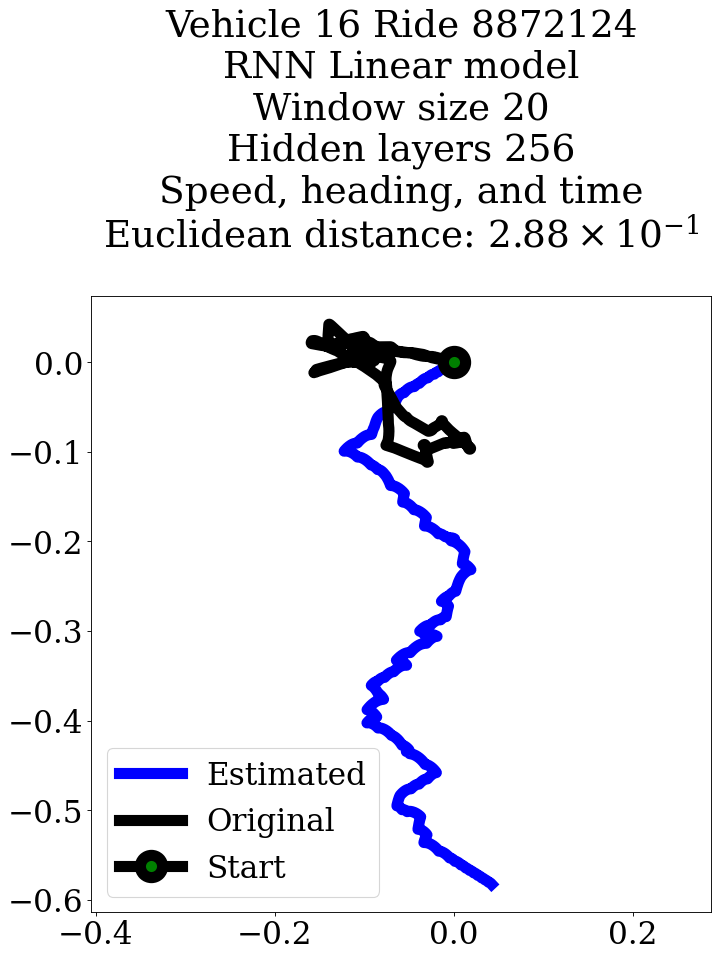 Vehicle 16 Ride 8872124
RNN Linear model
Window size 20
Hidden layers 256
Speed, heading, and time
Euclidean distance: 2.88 × 10⁻¹
0.0
−0.1
−0.2
−0.3
−0.4
−0.5
−0.6
Estimated
Original
Start
−0.4 −0.2 0.0 0.2